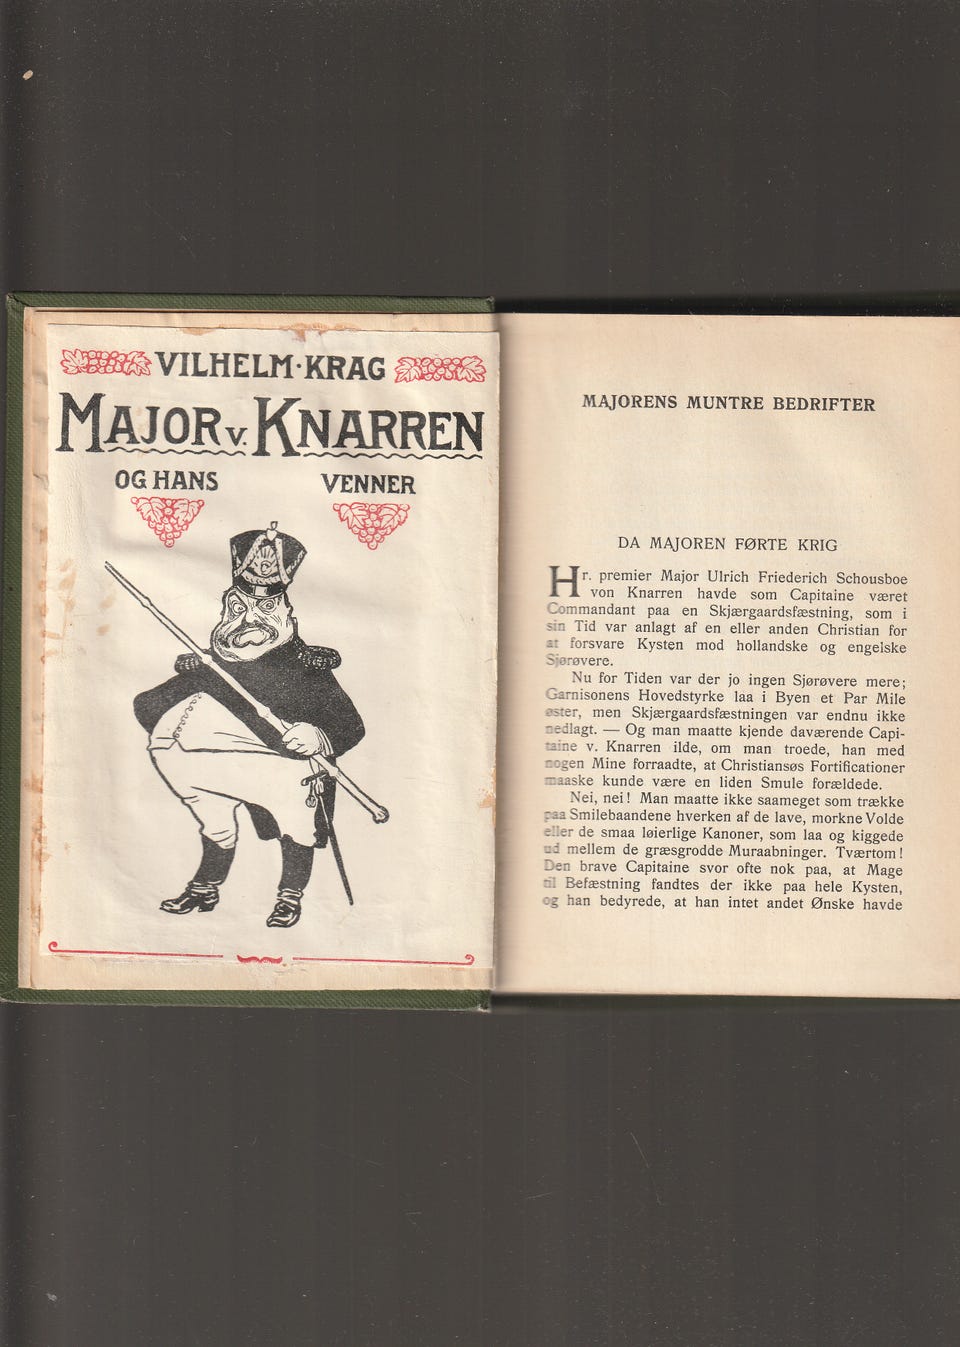 VILHELM·KRAG
MAJOR V. KNARREN
OG HANS VENNER
MAJORENS MUNTRE BEDRIFTER
DA MAJOREN FØRTE KRIG
Hr. premier Major Ulrich Friederich Schousboe
von Knarren havde som Capitaine været
Commandant paa en Skjærgaardsfæstning, som i
sin Tid var anlagt af en eller anden Christian for
at forsvare Kysten mod hollandske og engelske
Sjørøvere.
Nu for Tiden var der jo ingen Sjørøvere mere;
Garnisonens Hovedstyrke laa i Byen et Par Mile
øster, men Skjærgaardsfæstningen var endnu ikke
nedlagt. — Og man maatte kjende daværende Capi-
taine v. Knarren ilde, om man troede, han med
nogen Mine forraadte, at Christiansøs Fortificationer
maaske kunde være en liden Smule forældede.
Nei, nei! Man maatte ikke saameget som trække
paa Smilebaandene hverken af de lave, morkne Volde
eller de smaa løierlige Kanoner, som laa og kiggede
ud mellem de græsgrodde Muraabninger. Tværtom!
Den brave Capitaine svor ofte nok paa, at Mage
til Befæstning fandtes der ikke paa hele Kysten,
og han bedyrede, at han intet andet Ønske havde